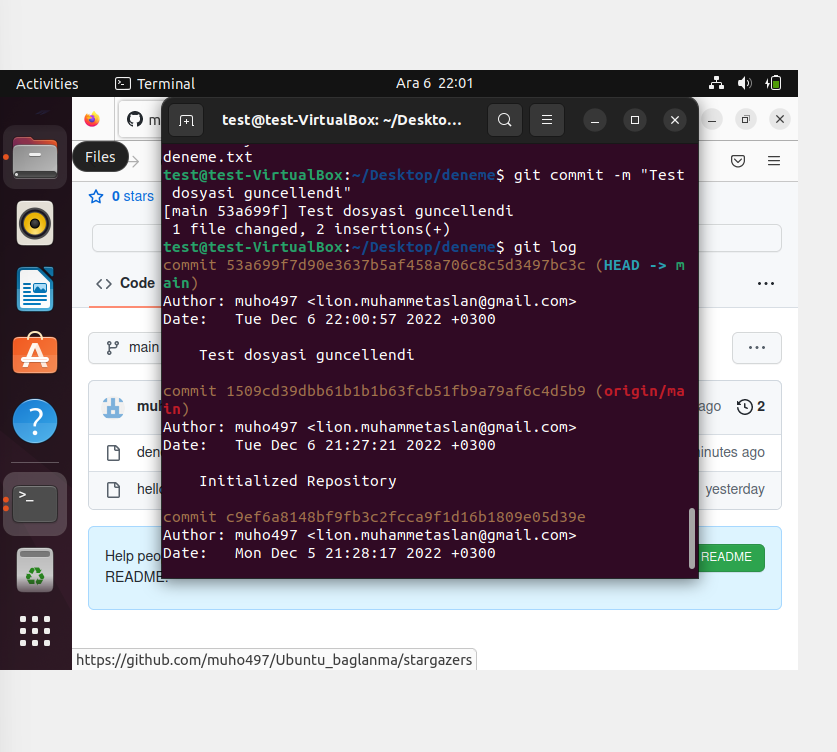 Activities
Terminal
Ara 6 22:01
test@test-VirtualBox: ~/Deskto...
m
Files
deneme.txt
test@test-VirtualBox:~/Desktop/deneme$ git commit -m "Test
dosyasi guncellendi"
[main 53a699f] Test dosyasi guncellendi
1 file changed, 2 insertions(+)
test@test-VirtualBox:~/Desktop/deneme$ git log
commit 53a699f7d90e3637b5af458a706c8c5d3497bc3c (HEAD -> m
ain)
Author: muho497 <lion.muhammetaslan@gmail.com>
Date:   Tue Dec 6 22:00:57 2022 +0300
Test dosyasi guncellendi
commit 1509cd39dbb61b1b1b63fcb51fb9a79af6c4d5b9 (origin/ma
in)
Author: muho497 <lion.muhammetaslan@gmail.com>
Date:   Tue Dec 6 21:27:21 2022 +0300
Initialized Repository
commit c9ef6a8148bf9fb3c2fcca9f1d16b1809e05d39e
Author: muho497 <lion.muhammetaslan@gmail.com>
Date:   Mon Dec 5 21:28:17 2022 +0300
0 stars
<> Code
main
mu
ago
2
den
inutes ago
hell
yesterday
Help peo
README.
README
https://github.com/muho497/Ubuntu_baglanma/stargazers